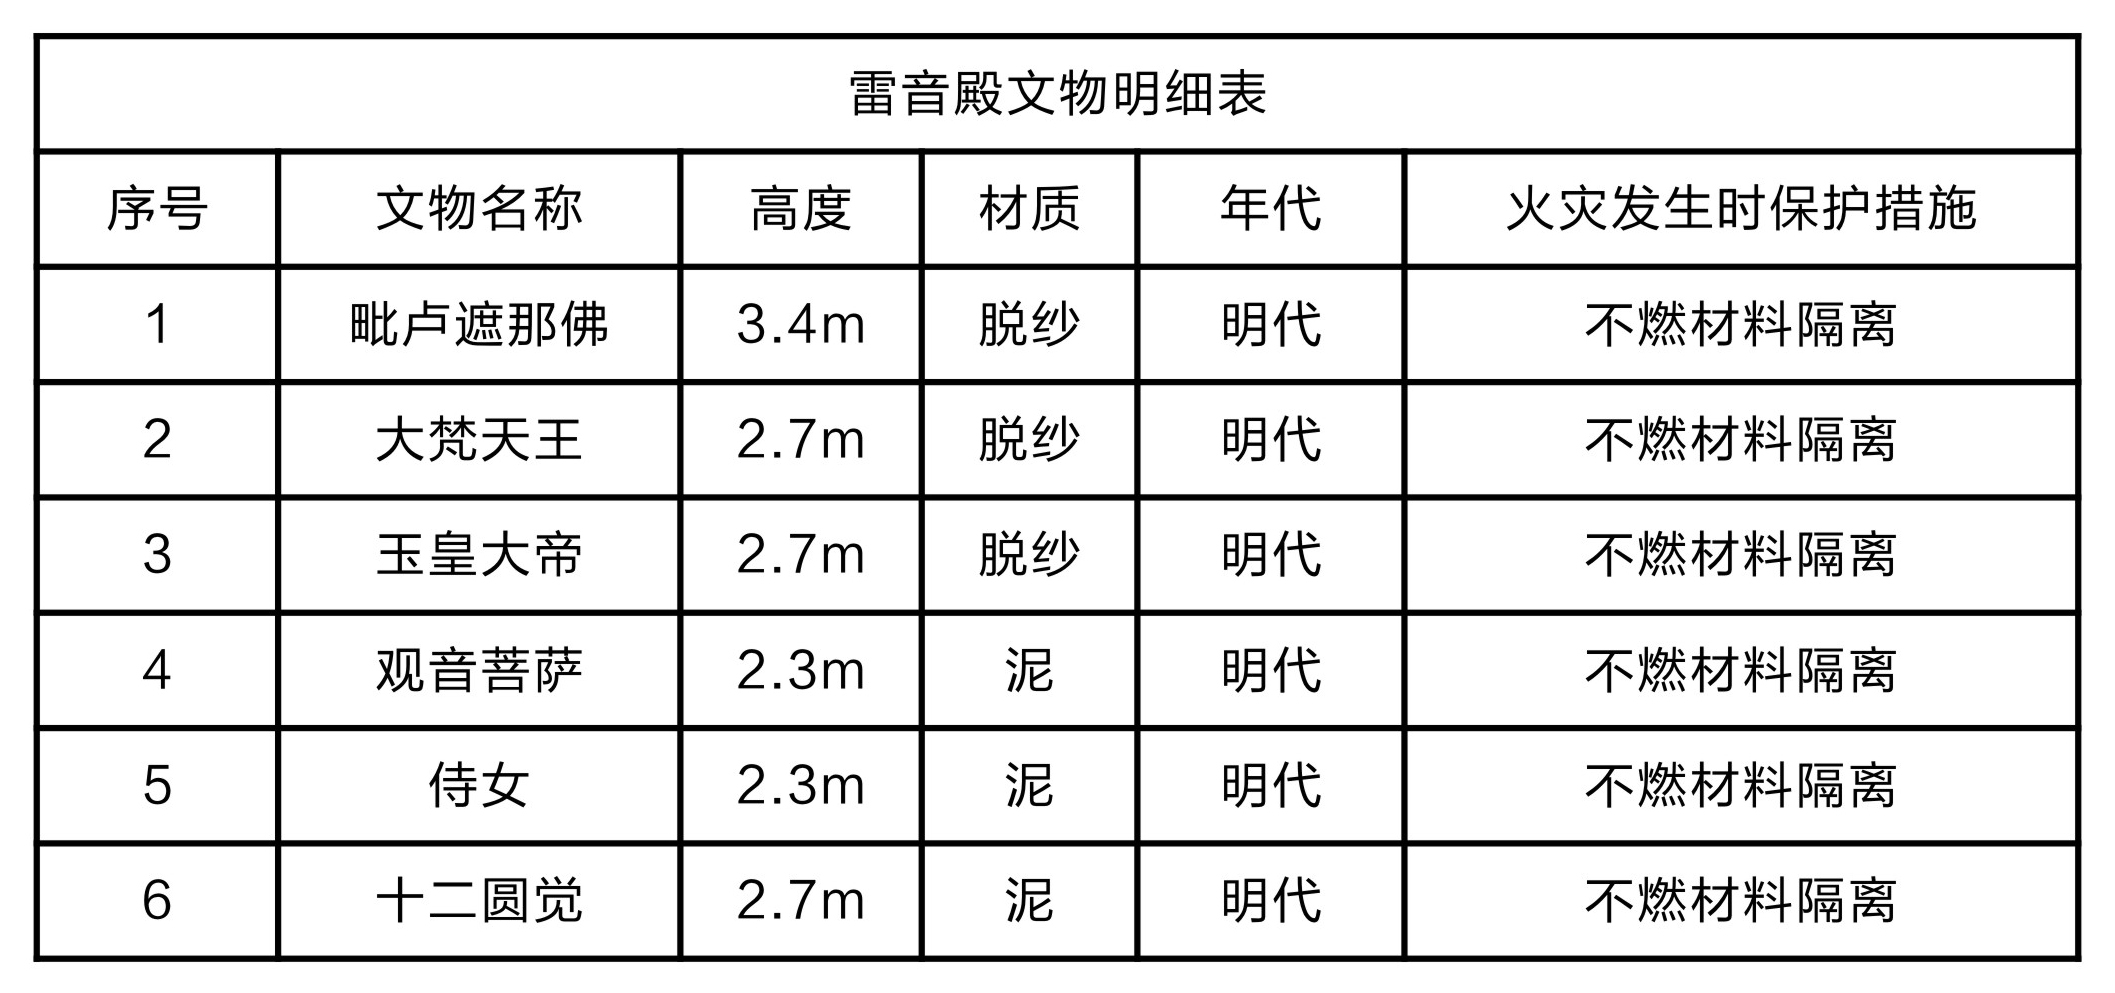 雷音殿文物明细表
序号 文物名称 高度 材质 年代 火灾发生时保护措施
1 毗卢遮那佛 3.4m 脱纱 明代 不燃材料隔离
2 大梵天王 2.7m 脱纱 明代 不燃材料隔离
3 玉皇大帝 2.7m 脱纱 明代 不燃材料隔离
4 观音菩萨 2.3m 泥 明代 不燃材料隔离
5 侍女 2.3m 泥 明代 不燃材料隔离
6 十二圆觉 2.7m 泥 明代 不燃材料隔离